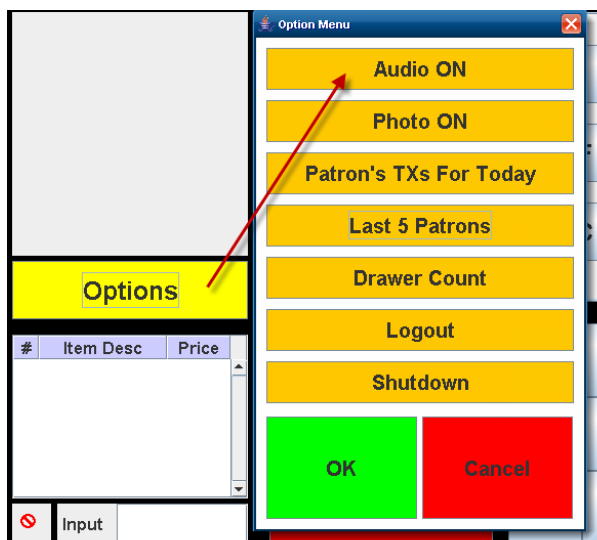 Option Menu
Audio ON
Photo ON
Patron's TXs For Today
Last 5 Patrons
Drawer Count
Logout
Shutdown
OK Cancel
Options
# Item Desc Price
Input